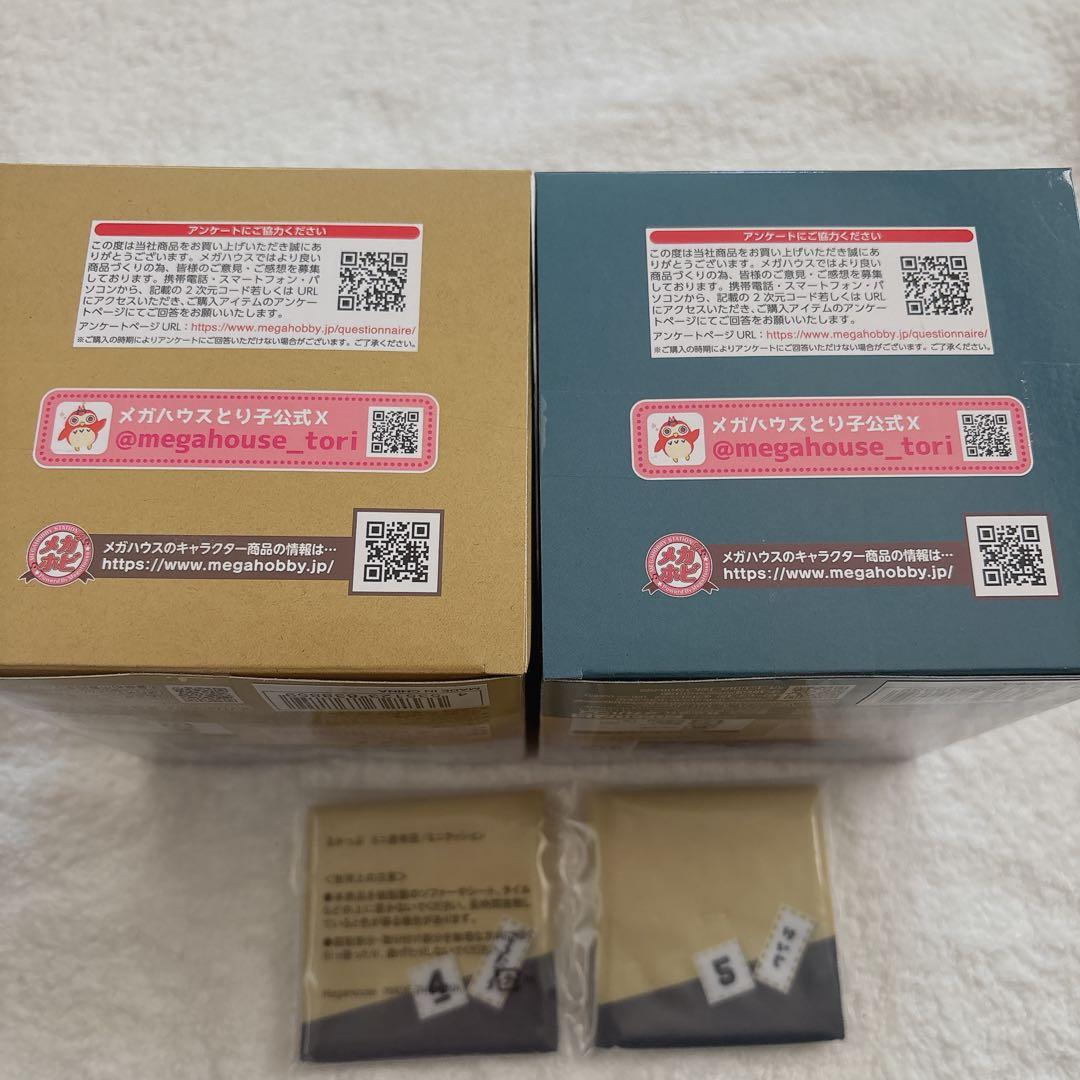 アンケートにご協力ください
この度は当社商品をお買い上げいただき誠にあ
りがとうございます。メガハウスではより良い
商品づくりの為、皆様のご意見・ご感想を募集
しております。携帯電話・スマートフォン・パ
ソコンから、記載の2次元コード若しくは URL
にアクセスいただき、ご購入アイテムのアンケー
トページにてご回答をお願いいたします。
アンケートページ URL：https://www.megahobby.jp/questionnaire/
※ご購入の時期によりアンケートにご回答いただけない場合がございます。ご了承ください。
メガハウスとり子公式X
@megahouse_tori
メガホビ
メガハウスのキャラクター商品の情報は…
https://www.megahobby.jp/
MADE IN CHINA
アンケートにご協力ください
この度は当社商品をお買い上げいただき誠にあ
りがとうございます。メガハウスではより良い
商品づくりの為、皆様のご意見・ご感想を募集
しております。携帯電話・スマートフォン・パ
ソコンから、記載の2次元コード若しくは URL
にアクセスいただき、ご購入アイテムのアンケー
トページにてご回答をお願いいたします。
アンケートページ URL：https://www.megahobby.jp/questionnaire/
※ご購入の時期によりアンケートにご回答いただけない場合がございます。ご了承ください。
メガハウスとり子公式X
@megahouse_tori
メガホビ
メガハウスのキャラクター商品の情報は…
https://www.megahobby.jp/
4
5